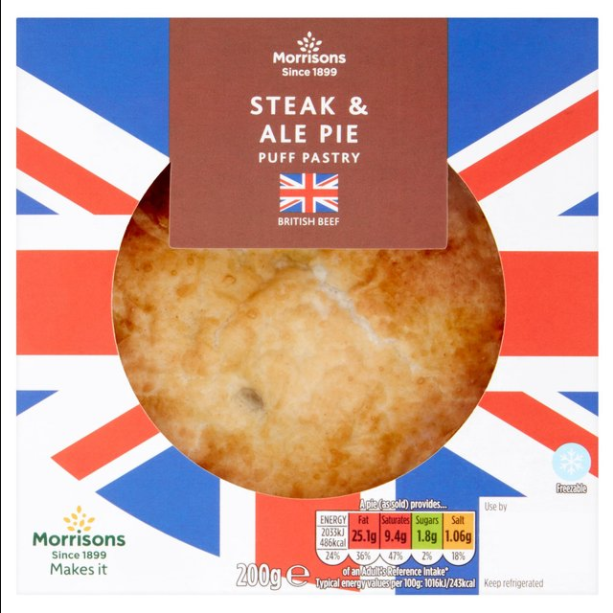 Morrisons
Since 1899
STEAK &
ALE PIE
PUFF PASTRY
BRITISH BEEF
Freezable
A pie (as sold) provides...
ENERGY Fat Saturates Sugars Salt
2033kJ
486kcal 25.1g 9.4g 1.8g 1.06g
24% 36% 47% 2% 18%
of an Adult's Reference Intake*
Typical energy values per 100g: 1016kJ/243kcal
Use by
Keep refrigerated
200g e
Morrisons
Since 1899
Makes it